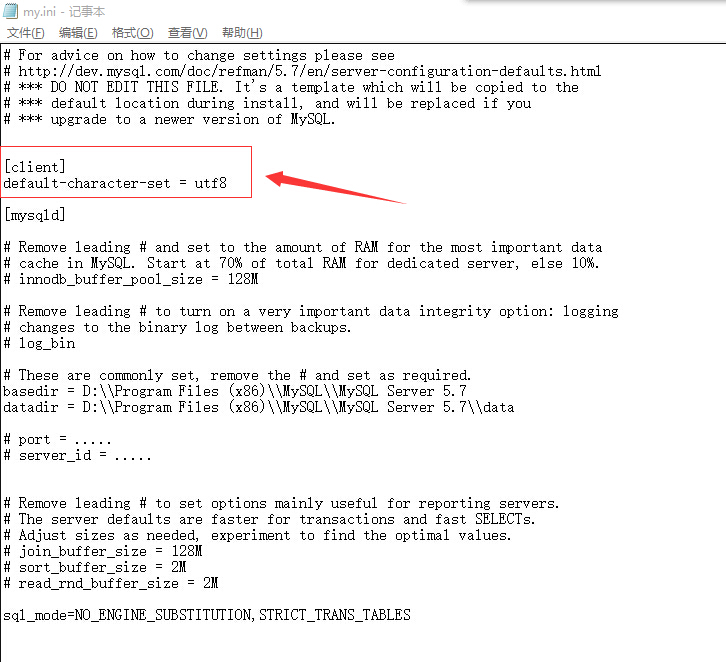 my.ini - 记事本
文件(F) 编辑(E) 格式(O) 查看(V) 帮助(H)
# For advice on how to change settings please see
# http://dev.mysql.com/doc/refman/5.7/en/server-configuration-defaults.html
# *** DO NOT EDIT THIS FILE. It's a template which will be copied to the
# *** default location during install, and will be replaced if you
# *** upgrade to a newer version of MySQL.
[client]
default-character-set = utf8
[mysqld]
# Remove leading # and set to the amount of RAM for the most important data
# cache in MySQL. Start at 70% of total RAM for dedicated server, else 10%.
# innodb_buffer_pool_size = 128M
# Remove leading # to turn on a very important data integrity option: logging
# changes to the binary log between backups.
# log_bin
# These are commonly set, remove the # and set as required.
basedir = D:\\Program Files (x86)\\MySQL\\MySQL Server 5.7
datadir = D:\\Program Files (x86)\\MySQL\\MySQL Server 5.7\\data
# port = .....
# server_id = .....
# Remove leading # to set options mainly useful for reporting servers.
# The server defaults are faster for transactions and fast SELECTs.
# Adjust sizes as needed, experiment to find the optimal values.
# join_buffer_size = 128M
# sort_buffer_size = 2M
# read_rnd_buffer_size = 2M
sql_mode=NO_ENGINE_SUBSTITUTION,STRICT_TRANS_TABLES